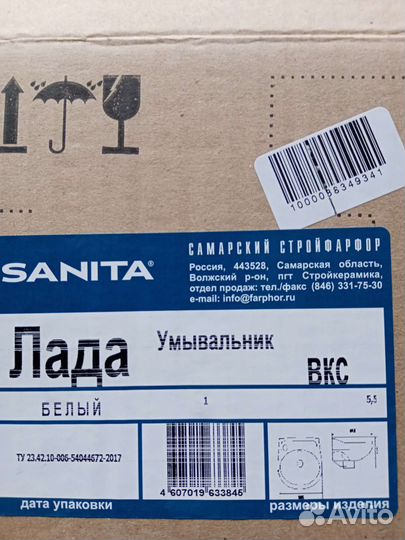 1000038349341
SANITA®
САМАРСКИЙ СТРОЙФАРФОР
Россия, 443528, Самарская область,
Волжский р-он, пгт Стройкерамика,
отдел продаж: тел./факс (846) 331-75-30
e-mail: info@farphor.ru
Лада
Умывальник
ВКС
БЕЛЫЙ
1
5,5
ТУ 23.42.10-006-54044672-2017
4 607019 633845
дата упаковки
размеры изделия
Avito